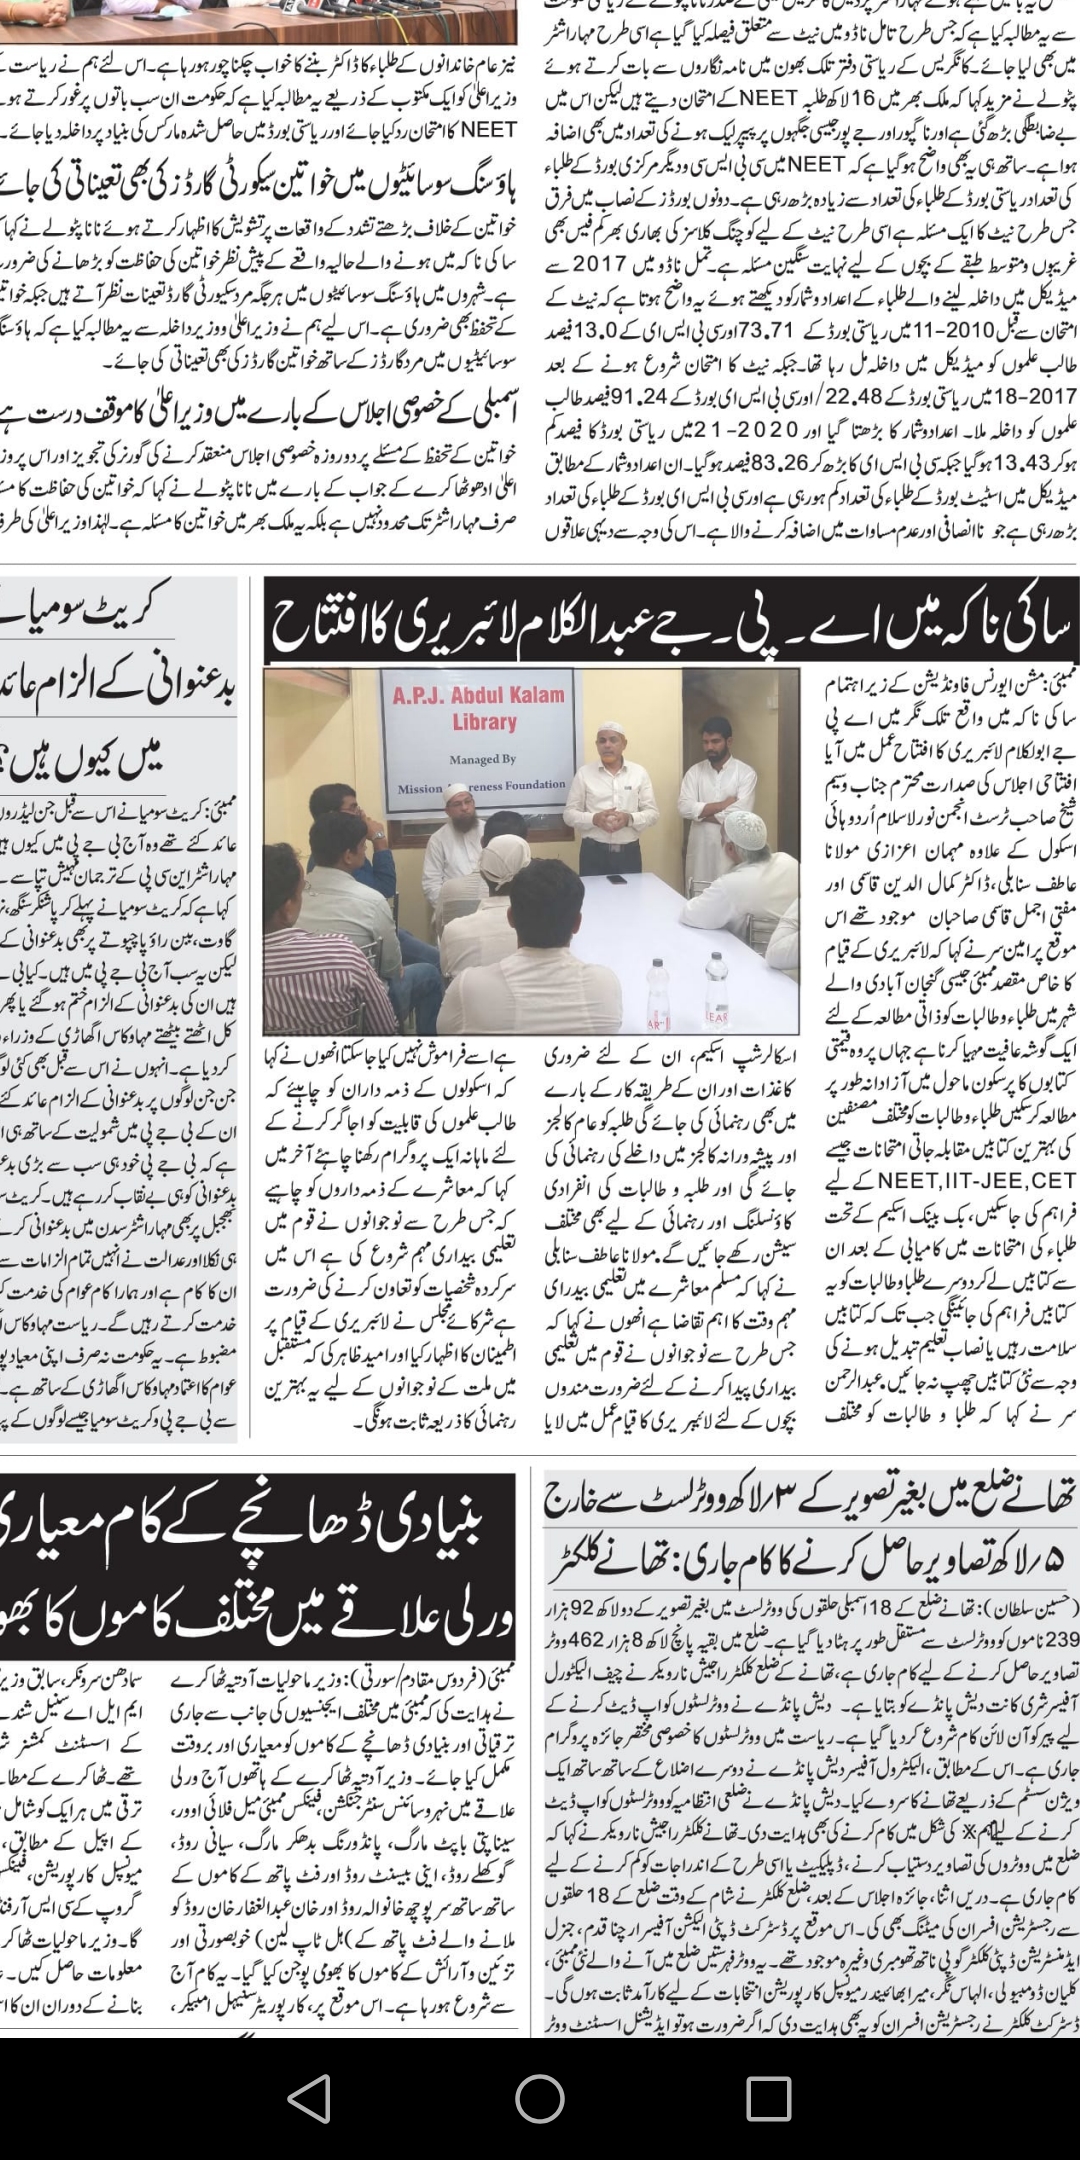 سے یہ مطالبہ کیا ہے کہ جس طرح تامل ناڈو میں نیٹ سے متعلق فیصلہ کیا گیا ہے اسی طرح مہاراشٹر
میں بھی لیا جائے۔ کانگریس کے ریاستی دفتر تلک بھون میں نامہ نگاروں سے بات کرتے ہوئے
پٹولے نے مزید کہا کہ ملک بھر میں 16 لاکھ طلبہ NEET کے امتحان دیتے ہیں لیکن اس میں
بے ضابطگی بڑھ گئی ہے اور ناگپور اور جے پور جیسی جگہوں پر پیپر لیک ہونے کی تعداد میں بھی اضافہ
ہوا ہے۔ ساتھ ہی یہ بھی واضح ہو گیا ہے کہ NEET میں سی بی ایس سی و دیگر مرکزی بورڈ کے طلباء
کی تعداد ریاستی بورڈ کے طلباء کی تعداد سے زیادہ بڑھ رہی ہے۔ دونوں بورڈز کے نصاب میں فرق
جس طرح نیٹ کا ایک مسئلہ ہے اسی طرح نیٹ کے لیے کوچنگ کلاسز کی بھاری بھر کم فیس بھی
غریبوں و متوسط طبقے کے بچوں کے لیے نہایت سنگین مسئلہ ہے۔ تمل ناڈو میں 2017 سے
میڈیکل میں داخلہ لینے والے طلباء کے اعداد و شمار کو دیکھتے ہوئے یہ واضح ہوتا ہے کہ نیٹ کے
امتحان سے قبل 2010-11 میں ریاستی بورڈ کے 73.71 اور سی بی ایس ای کے 13.0 فیصد
طالب علموں کو میڈیکل میں داخلہ مل رہا تھا۔ جبکہ نیٹ کا امتحان شروع ہونے کے بعد
2017-18 میں ریاستی بورڈ کے 22.48/ اور سی بی ایس ای بورڈ کے 91.24 فیصد طالب
علموں کو داخلہ ملا۔ اعداد و شمار کا بڑھتا گیا اور 2020-21 میں ریاستی بورڈ کا فیصد کم
ہو کر 13.43 ہو گیا جبکہ سی بی ایس ای کا بڑھ کر 83.26 فیصد ہو گیا۔ ان اعداد و شمار کے مطابق
میڈیکل میں اسٹیٹ بورڈ کے طلباء کی تعداد کم ہو رہی ہے اور سی بی ایس ای بورڈ کے طلباء کی تعداد
بڑھ رہی ہے جو نا انصافی اور عدم مساوات میں اضافہ کرنے والا ہے۔ اس کی وجہ سے دیہی علاقوں
نیز عام خاندانوں کے طلباء کا ڈاکٹر بننے کا خواب چکنا چور ہو رہا ہے۔ اس لئے ہم نے ریاست کے
وزیر اعلیٰ کو ایک مکتوب کے ذریعے یہ مطالبہ کیا ہے کہ حکومت ان سب باتوں پر غور کرتے ہو
NEET کا امتحان رد کیا جائے اور ریاستی بورڈ میں حاصل شدہ مارکس کی بنیاد پر داخلہ دیا جائے۔
ہاؤسنگ سوسائٹیوں میں خواتین سیکورٹی گارڈز کی بھی تعیناتی کی جائے
خواتین کے خلاف بڑھتے تشدد کے واقعات پر تشویش کا اظہار کرتے ہوئے نانا پٹولے نے کہا
ساکی ناکہ میں ہونے والے حالیہ واقعے کے پیش نظر خواتین کی حفاظت کو بڑھانے کی ضرور
ہے۔ شہروں میں ہاؤسنگ سوسائٹیوں میں ہر جگہ مرد سکیورٹی گارڈ تعینات نظر آتے ہیں جبکہ خواتی
کے تحفظ بھی ضروری ہے۔ اس لیے ہم نے وزیر اعلیٰ و وزیر داخلہ سے یہ مطالبہ کیا ہے کہ ہاؤسنگ
سوسائٹیوں میں مرد گارڈز کے ساتھ خواتین گارڈز کی بھی تعیناتی کی جائے۔
اسمبلی کے خصوصی اجلاس کے بارے میں وزیر اعلیٰ کا موقف درست ہے
خواتین کے تحفظ کے مسئلے پر دو روزہ خصوصی اجلاس منعقد کرنے کی گورنر کی تجویز اور اس پر وز
اعلیٰ ادھو ٹھاکرے کے جواب کے بارے میں نانا پٹولے نے کہا کہ خواتین کی حفاظت کا مس
صرف مہاراشٹر تک محدود نہیں ہے بلکہ یہ ملک بھر میں خواتین کا مسئلہ ہے۔ لہٰذا وزیر اعلیٰ کی طرف
ساکی ناکہ میں اے۔ پی۔ جے عبدالکلام لائبریری کا افتتاح
A.P.J. Abdul Kalam
Library
Managed By
Mission Foundation
ممبئی: مشن ایورنس فاؤنڈیشن کے زیر اہتمام
ساکی ناکہ میں واقع تلک نگر میں اے پی
جے ابولکلام لائبریری کا افتتاح عمل میں آیا
افتتاحی اجلاس کی صدارت محترم جناب وسیم
شیخ صاحب ٹرسٹ انجمن نور لاسلام اُردو ہائی
اسکول کے علاوہ مہمان اعزازی مولانا
عاطف سنابلی، ڈاکٹر کمال الدین قاسمی اور
مفتی اجمل قاسمی صاحبان موجود تھے اس
موقع پر امین سر نے کہا کہ لائبریری کے قیام
کا خاص مقصد ممبئی جیسی گنجان آبادی والے
شہر میں طلباء و طالبات کو ذاتی مطالعہ کے لئے
ایک گوشہ عافیت مہیا کرنا ہے جہاں پر وہ قیمتی
کتابوں کا پرسکون ماحول میں آزادانہ طور پر
مطالعہ کر سکیں طلباء و طالبات کو مختلف مصنفین
کی بہترین کتابیں مقابلہ جاتی امتحانات جیسے
NEET,IIT-JEE,CET کے لیے
فراہم کی جاسکیں، بک بینک اسکیم کے تحت
طلباء کی امتحانات میں کامیابی کے بعد ان
سے کتابیں لے کر دوسرے طلباو طالبات کو یہ
کتابیں فراہم کی جائینگی جب تک کہ کتابیں
سلامت رہیں یا نصاب تعلیم تبدیل ہونے کی
وجہ سے نئی کتابیں چھپ نہ جائیں۔ عبدالرحمن
سر نے کہا کہ طلبا و طالبات کو مختلف
اسکالرشپ اسکیم، ان کے لئے ضروری
کاغذات اور ان کے طریقہ کار کے بارے
میں بھی رہنمائی کی جائے گی طلبہ کو عام کالجز
اور پیشہ ورانہ کالجز میں داخلے کی رہنمائی کی
جائے گی اور طلبہ و طالبات کی انفرادی
کاؤنسلنگ اور رہنمائی کے لیے بھی مختلف
سیشن رکھے جائیں گے۔ مولانا عاطف سنابلی
نے کہا کہ مسلم معاشرے میں تعلیمی بیداری
مہم وقت کا اہم تقاضا ہے انھوں نے کہا کہ
جس طرح سے نوجوانوں نے قوم میں تعلیمی
بیداری پیدا کرنے کے لئے ضرورت مندوں
بچوں کے لئے لائبریری کا قیام عمل میں لایا
ہے اسے فراموش نہیں کیا جاسکتا انھوں نے کہا
کہ اسکولوں کے ذمہ داران کو چاہیئے کہ
طالب علموں کی قابلیت کو اجاگر کرنے کے
لئے ماہانہ ایک پروگرام رکھنا چاہئے آخر میں
کہا کہ معاشرے کے ذمہ داروں کو چاہیے
کہ جس طرح سے نوجوانوں نے قوم میں
تعلیمی بیداری مہم شروع کی ہے اس میں
سرکردہ شخصیات کو تعاون کرنے کی ضرورت
ہے شرکائے مجلس نے لائبریری کے قیام پر
اطمینان کا اظہار کیا اور امید ظاہر کی کہ مستقبل
میں ملت کے نوجوانوں کے لیے یہ بہترین
رہنمائی کا ذریعہ ثابت ہونگی۔
کریٹ سومیا نے
بدعنوانی کے الزام عائد
میں کیوں ہیں؟
ممبئی: کریٹ سومیا نے اس سے قبل جن لیڈروں
عائد کئے تھے وہ آج بی جے پی میں کیوں ہیں
مہاراشٹر این سی پی کے ترجمان مہیش تپاسے
کہا ہے کہ کریٹ سومیا نے پہلے کرپا شنکر سنگھ،
گاوت، ببن راؤ پاچپوتے پر بھی بدعنوانی کے
لیکن یہ سب آج بی جے پی میں ہیں۔ کیا بی
ہیں ان کی بدعنوانی کے الزام ختم ہو گئے یا پھر
کل اٹھتے بیٹھتے مہاوکاس اگھاڑی کے وزراء
کر دیا ہے۔ انہوں نے اس سے قبل بھی کئی لو
جن جن لوگوں پر بدعنوانی کے الزام عائد کئے
ان کے بی جے پی میں شمولیت کے ساتھ ہی ا
ہے کہ بی جے پی خود ہی سب سے بڑی بدع
بدعنوانی کو ہی بے نقاب کر رہے ہیں۔ کریٹ س
بھجبل پر بھی مہاراشٹر سدن میں بدعنوانی کر
ہی نکلا اور عدالت نے انہیں تمام الزامات سے
ان کا کام ہے اور ہمارا کام عوام کی خدمت کر
خدمت کرتے رہیں گے۔ ریاست مہاوکاس ا
مضبوط ہے۔ یہ حکومت نہ صرف اپنی معیاد پو
عوام کا اعتماد مہاوکاس اگھاڑی کے ساتھ ہے۔
سے بی جے پی و کریٹ سومیا جیسے لوگوں کے پی
تھانے ضلع میں بغیر تصویر کے ۳/لاکھ ووٹر لسٹ سے خارج
۵/لاکھ تصاویر حاصل کرنے کا کام جاری: تھانے کلکٹر
(حسین سلطان): تھانے ضلع کے 18 اسمبلی حلقوں کی ووٹر لسٹ میں بغیر تصویر کے دو لاکھ 92 ہزار
239 ناموں کو ووٹر لسٹ سے مستقل طور پر ہٹا دیا گیا ہے۔ ضلع میں بقیہ پانچ لاکھ 8 ہزار 462 ووٹر
تصاویر حاصل کرنے کے لیے کام جاری ہے، تھانے کے ضلع کلکٹر راجیش نارویکر نے چیف الیکٹورل
آفیسر شری کانت دیش پانڈے کو بتایا ہے۔ دیش پانڈے نے ووٹر لسٹوں کو اپ ڈیٹ کرنے کے
لیے پیر کو آن لائن کام شروع کر دیا گیا ہے۔ ریاست میں ووٹر لسٹوں کا خصوصی مختصر جائزہ پروگرام
جاری ہے۔ اس کے مطابق، الیکٹورل آفیسر دیش پانڈے نے دوسرے اضلاع کے ساتھ ساتھ ایک
ویژن سسٹم کے ذریعے تھانے کا سروے کیا۔ دیش پانڈے نے ضلعی انتظامیہ کو ووٹر لسٹوں کو اپ ڈیٹ
کرنے کے کی شکل میں کام کرنے کی بھی ہدایت دی۔ تھانے کلکٹر راجیش نارویکر نے کہا کہ
ضلع میں ووٹروں کی تصاویر دستیاب کرنے، ڈپلیکیٹ یا اسی طرح کے اندراجات کو کم کرنے کے لیے
کام جاری ہے۔ دریں اثنا، جائزہ اجلاس کے بعد، ضلع کلکٹر نے شام کے وقت ضلع کے 18 حلقوں
سے رجسٹریشن افسران کی میٹنگ بھی کی۔ اس موقع پر ڈسٹرکٹ ڈپٹی الیکشن آفیسر ارچنا قدم، جنرل
ایڈمنسٹریشن ڈپٹی کلکٹر گوپی ناتھ تھومبری وغیرہ موجود تھے۔ یہ ووٹر فہرستیں ضلع میں آنے والے نئی ممبئی،
کلیان ڈومبیولی، الہاس نگر، میرا بھائیندر میونسپل کارپوریشن انتخابات کے لیے کارآمد ثابت ہوں گی۔
ڈسٹرکٹ کلکٹر نے رجسٹریشن افسران کو یہ بھی ہدایت دی کہ اگر ضرورت ہو تو ایڈیشنل اسسٹنٹ ووٹر
بنیادی ڈھانچے کے کام معیاری
ورلی علاقے میں مختلف کاموں کا بھو
ممبئی (فردوس مقادم/سورتی): وزیر ماحولیات آدتیہ ٹھاکرے
نے ہدایت کی کہ ممبئی میں مختلف ایجنسیوں کی جانب سے جاری
ترقیاتی اور بنیادی ڈھانچے کے کاموں کو معیاری اور بروقت
مکمل کیا جائے۔ وزیر آدتیہ ٹھاکرے کے ہاتھوں آج ورلی
علاقے میں نہرو سائنس سنٹر جنکشن، فینکس ممبئی میل فلائی اوور،
سیناپتی باپٹ مارگ، پانڈورنگ بدھکر مارگ، سانی روڈ،
گوکھلے روڈ، اینی بیسنٹ روڈ اور فٹ پاتھ کے کاموں کے
ساتھ ساتھ سر پوچھ خانوالہ روڈ اور خان عبدالغفار خان روڈ کو
ملانے والے فٹ پاتھ کے (ہل ٹاپ لین) خوبصورتی اور
تزئین و آرائش کے کاموں کا بھومی پوجن کیا گیا۔ یہ کام آج
سے شروع ہو رہا ہے۔ اس موقع پر، کارپوریٹر سنیہل امبیکر،
سادھن سرونکر، سابق وزیر
ایم ایل اے سنیل شندے
کے اسسٹنٹ کمشنر ش
تھے۔ ٹھاکرے کے مطا
ترقی میں ہر ایک کو شامل
کے اپیل کے مطابق،
میونسپل کارپوریشن، فینکس
گروپ کے سی ایس آر فنڈ
گا۔ وزیر ماحولیات ٹھاکر
معلومات حاصل کیں۔
بنانے کے دوران ان کا اس